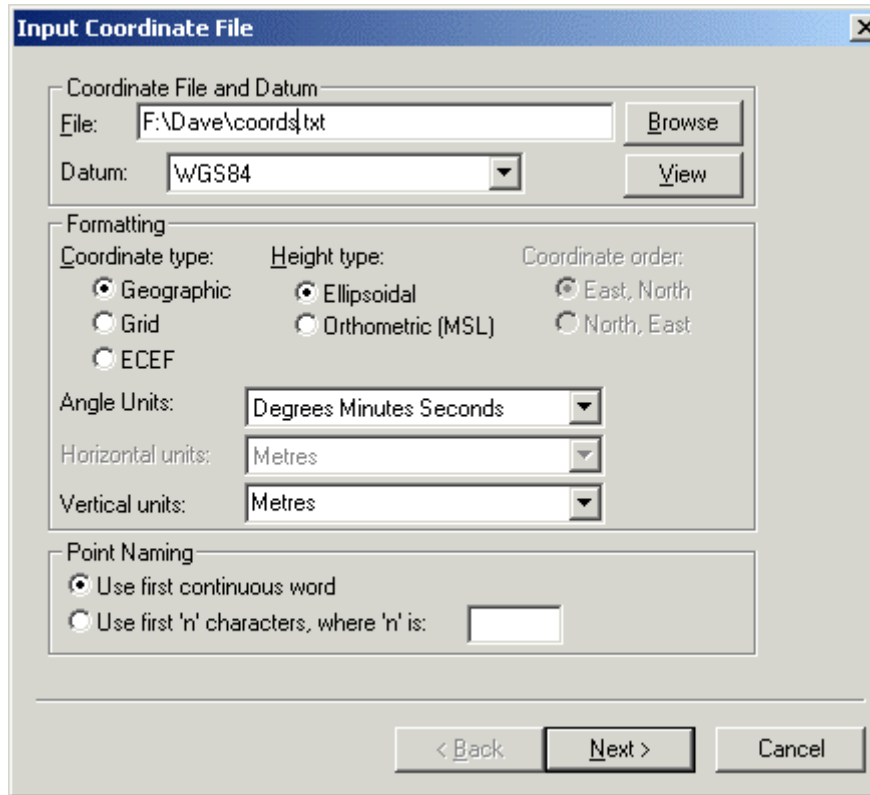 Input Coordinate File
Coordinate File and Datum
File: F:\Dave\coords.txt Browse
Datum: WGS84 View
Formatting
Coordinate type: Height type: Coordinate order:
Geographic Ellipsoidal East, North
Grid Orthometric (MSL) North, East
ECEF
Angle Units: Degrees Minutes Seconds
Horizontal units: Metres
Vertical units: Metres
Point Naming
Use first continuous word
Use first 'n' characters, where 'n' is:
< Back Next > Cancel